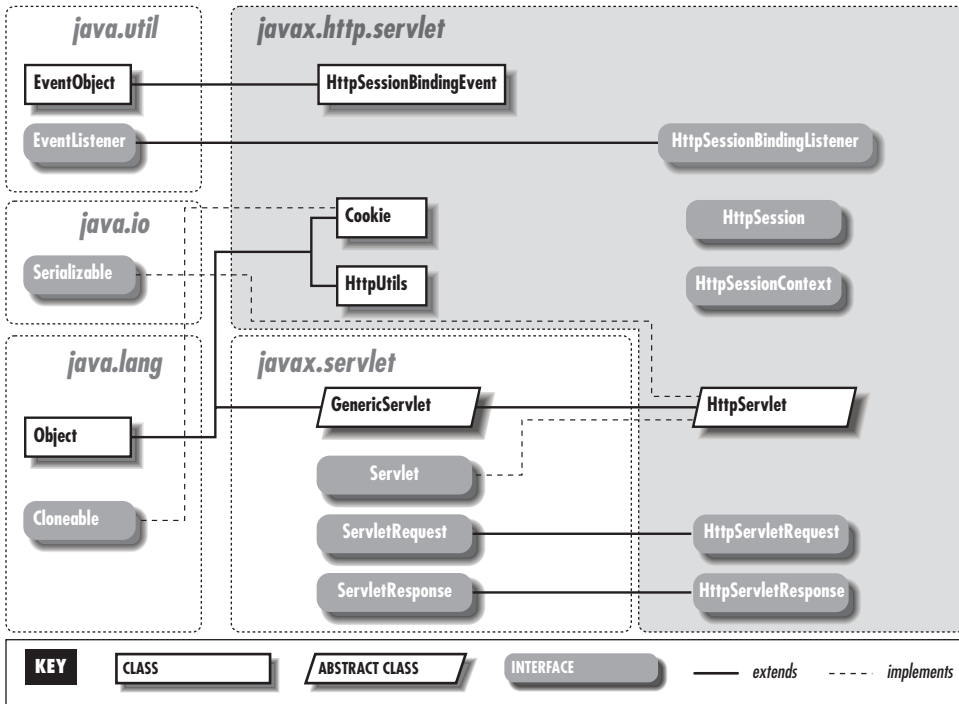 java.util
javax.http.servlet
EventObject
HttpSessionBindingEvent
EventListener
HttpSessionBindingListener
java.io
Cookie
HttpSession
Serializable
HttpUtils
HttpSessionContext
java.lang
javax.servlet
GenericServlet
HttpServlet
Object
Servlet
Cloneable
ServletRequest
HttpServletRequest
ServletResponse
HttpServletResponse
KEY
CLASS
ABSTRACT CLASS
INTERFACE
extends
implements